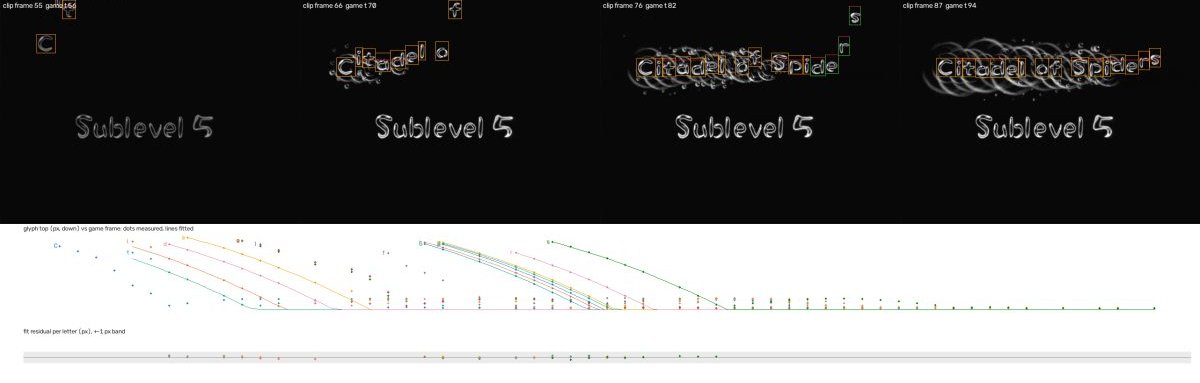 clip frame 55 game t 56
clip frame 66 game t 70
clip frame 76 game t 82
clip frame 87 game t 94
t
C
Sublevel 5
f
Citadel o
Sublevel 5
s
r
Citadel of Spide
Sublevel 5
Citadel of Spiders
Sublevel 5
glyph top (px, down) vs game frame: dots measured, lines fitted
fit residual per letter (px), +-1 px band